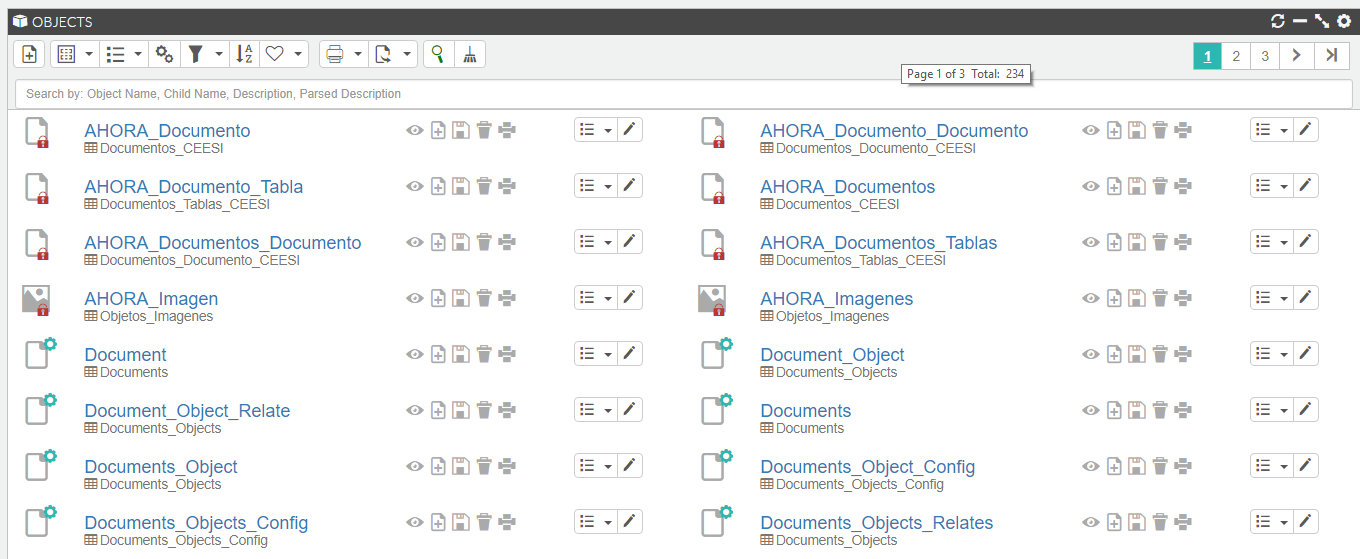 OBJECTS
A Z
1 2 3
Page 1 of 3 Total: 234
Search by: Object Name, Child Name, Description, Parsed Description
AHORA_Documento
Documentos_CEESI
AHORA_Documento_Documento
Documentos_Documento_CEESI
AHORA_Documento_Tabla
Documentos_Tablas_CEESI
AHORA_Documentos
Documentos_CEESI
AHORA_Documentos_Documento
Documentos_Documento_CEESI
AHORA_Documentos_Tablas
Documentos_Tablas_CEESI
AHORA_Imagen
Objetos_Imagenes
AHORA_Imagenes
Objetos_Imagenes
Document
Documents
Document_Object
Documents_Objects
Document_Object_Relate
Documents_Objects
Documents
Documents
Documents_Object
Documents_Objects
Documents_Object_Config
Documents_Objects_Config
Documents_Objects_Config
Documents_Objects_Config
Documents_Objects_Relates
Documents_Objects